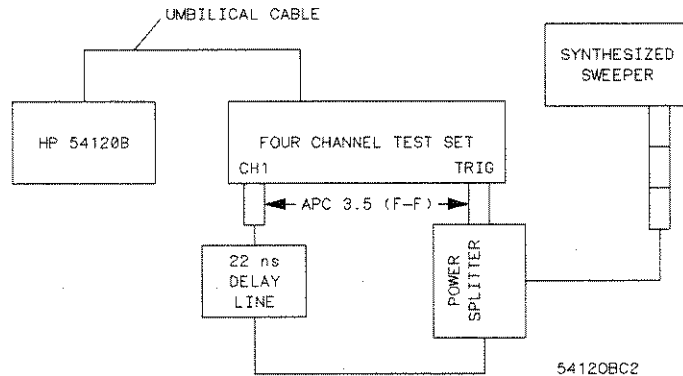 UMBILICAL CABLE
SYNTHESIZED
SWEEPER
HP 54120B
FOUR CHANNEL TEST SET
CH1
TRIG
APC 3.5 (F-F)
22 ns
DELAY
LINE
POWER
SPLITTER
54120BC2